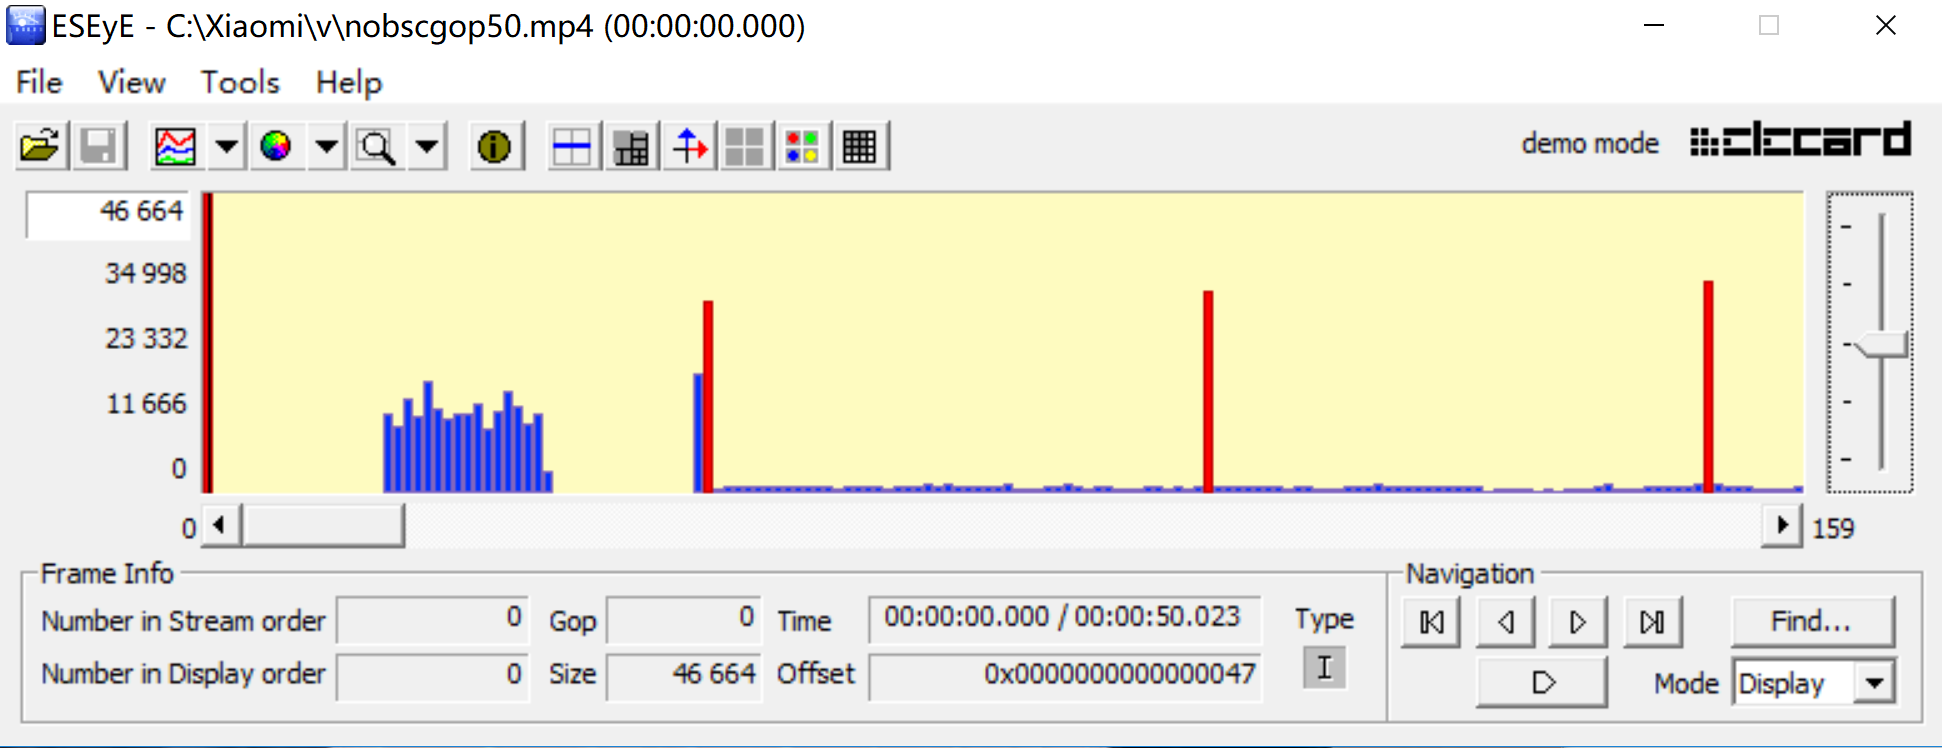 ESEyE - C:\Xiaomi\v\nobscgop50.mp4 (00:00:00.000)
File View Tools Help
demo mode elecard
46 664
34 998
23 332
11 666
0
0 159
Frame Info Navigation
Number in Stream order 0 Gop 0 Time 00:00:00.000 / 00:00:50.023 Type Find...
Number in Display order 0 Size 46 664 Offset 0x0000000000000047 I Mode Display